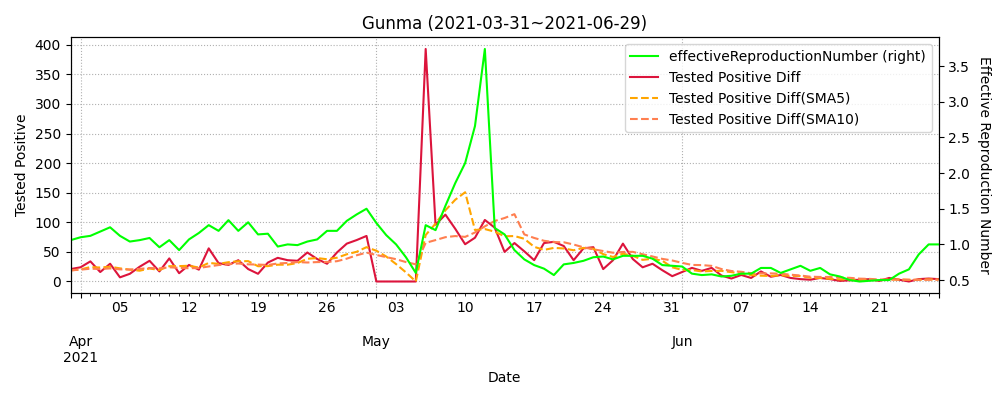 Gunma (2021-03-31~2021-06-29)
effectiveReproductionNumber (right)
Tested Positive Diff
Tested Positive Diff(SMA5)
Tested Positive Diff(SMA10)
Tested Positive
400
350
300
250
200
150
100
50
0
Effective Reproduction Number
3.5
3.0
2.5
2.0
1.5
1.0
0.5
05 12 19 26 03 10 17 24 31 07 14 21
Apr May Jun
2021
Date